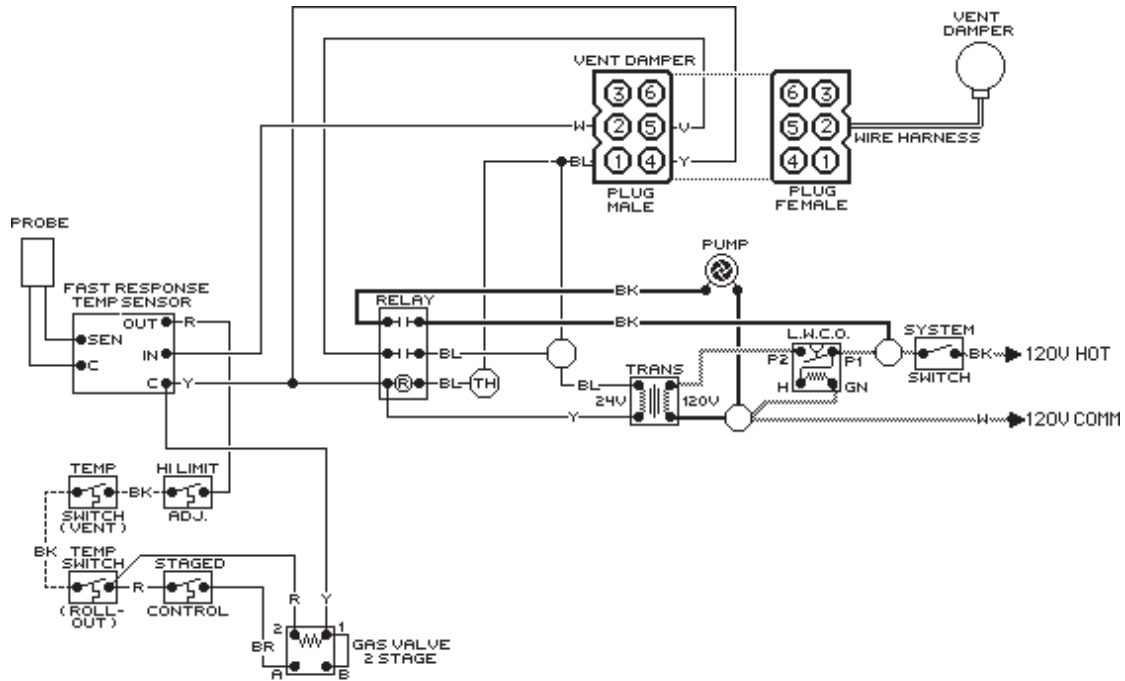 VENT
DAMPER
VENT DAMPER
3 6
6 3
W 2 5 V
5 2
WIRE HARNESS
BL 1 4 Y
4 1
PLUG
MALE
PLUG
FEMALE
PROBE
PUMP
FAST RESPONSE
TEMP SENSOR
RELAY
BK
OUT R
BK
L.W.C.O.
SYSTEM
SEN
IN
BL
P2 P1
BK 120V HOT
C
TRANS
SWITCH
C Y
R BL TH
BL
24V 120V
H GN
Y
W 120V COMM
TEMP
HI LIMIT
BK
SWITCH
(VENT)
ADJ.
BK
TEMP
SWITCH
STAGED
R
(ROLL-
OUT)
CONTROL
R Y
2 1
BR
GAS VALVE
2 STAGE
A B